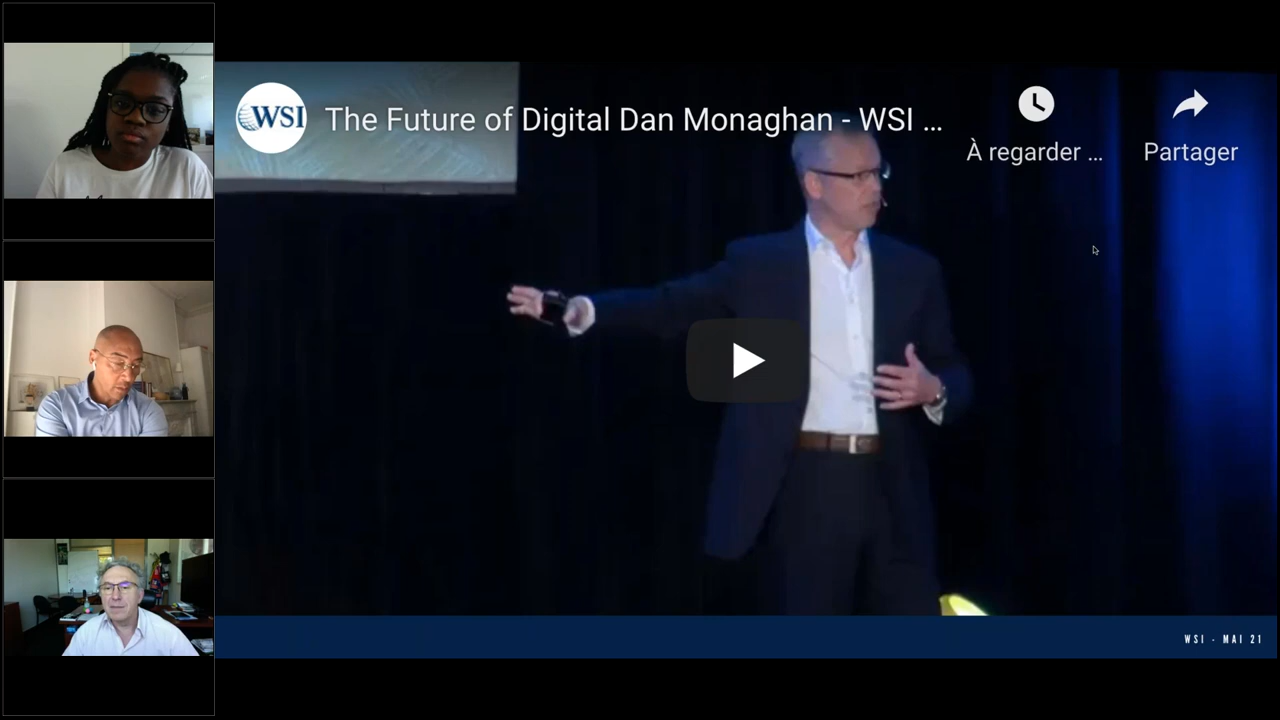 WSI
The Future of Digital Dan Monaghan - WSI ...
À regarder ...
Partager
WSI - MAI 21